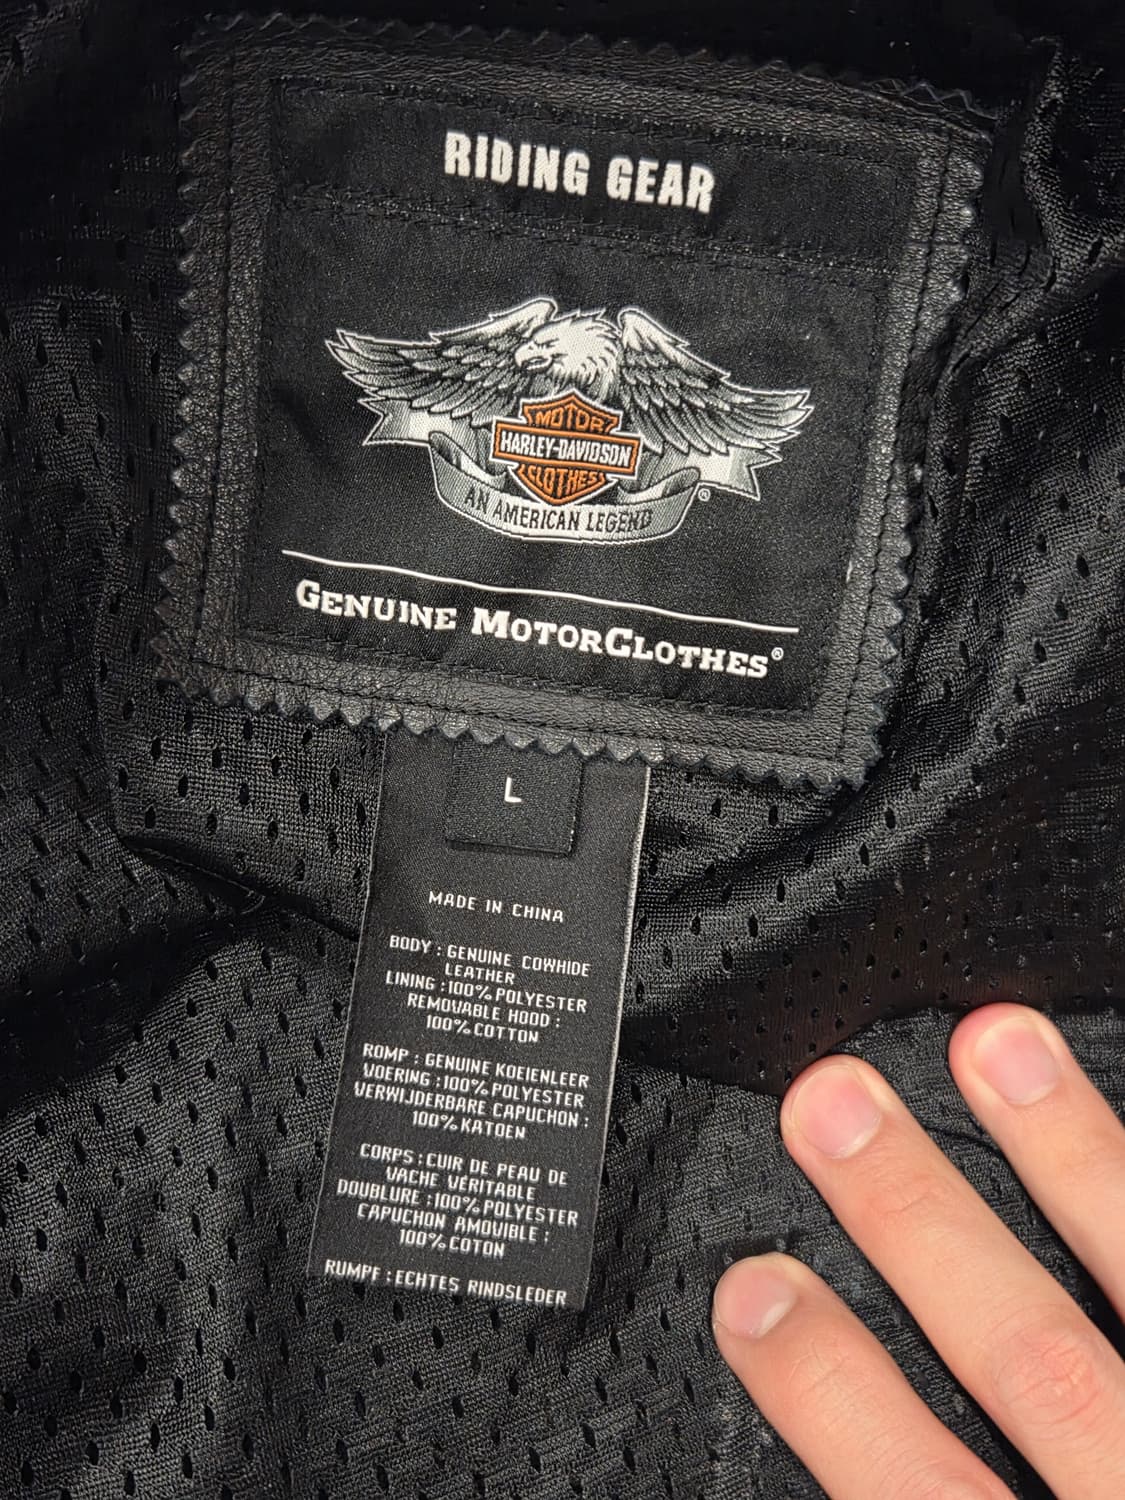 RIDING GEAR
MOTOR
HARLEY-DAVIDSON
CLOTHES
AN AMERICAN LEGEND
®
GENUINE MOTORCLOTHES®
L
MADE IN CHINA
BODY : GENUINE COWHIDE
LEATHER
LINING :100% POLYESTER
REMOVABLE HOOD :
100% COTTON
ROMP : GENUINE KOEIENLEER
VOERING :100% POLYESTER
VERWIJDERBARE CAPUCHON :
100% KATOEN
CORPS : CUIR DE PEAU DE
VACHE VERITABLE
DOUBLURE :100% POLYESTER
CAPUCHON AMOVIBLE :
100% COTON
RUMPF : ECHTES RINDSLEDER